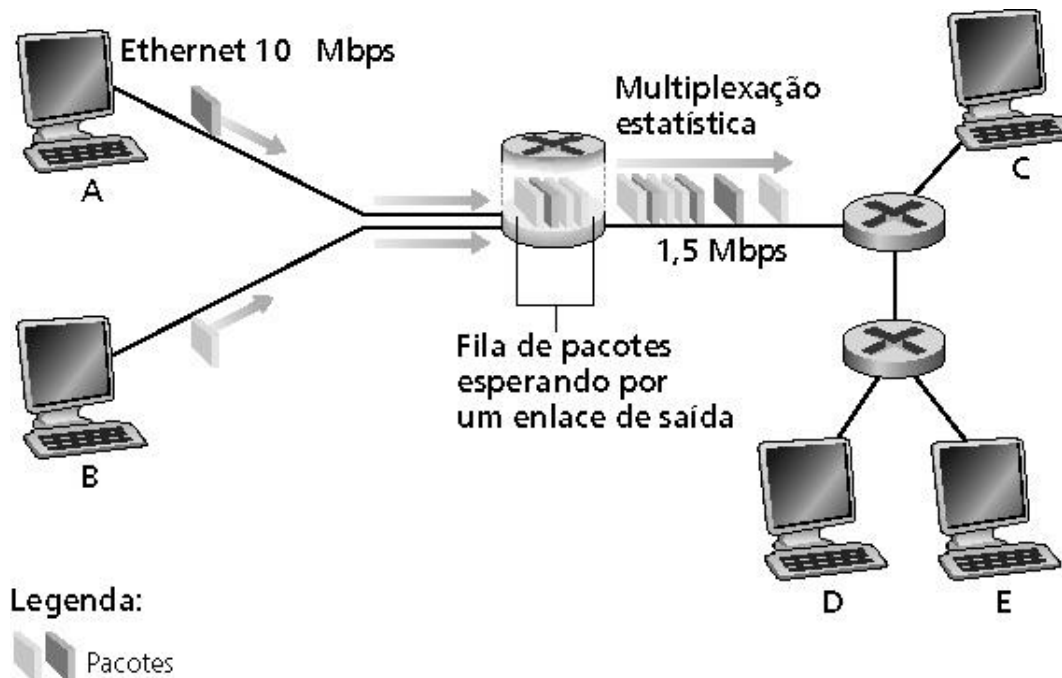 Ethernet 10 Mbps
A
Multiplexação
estatística
C
1,5 Mbps
B
Fila de pacotes
esperando por
um enlace de saída
D
E
Legenda:
Pacotes